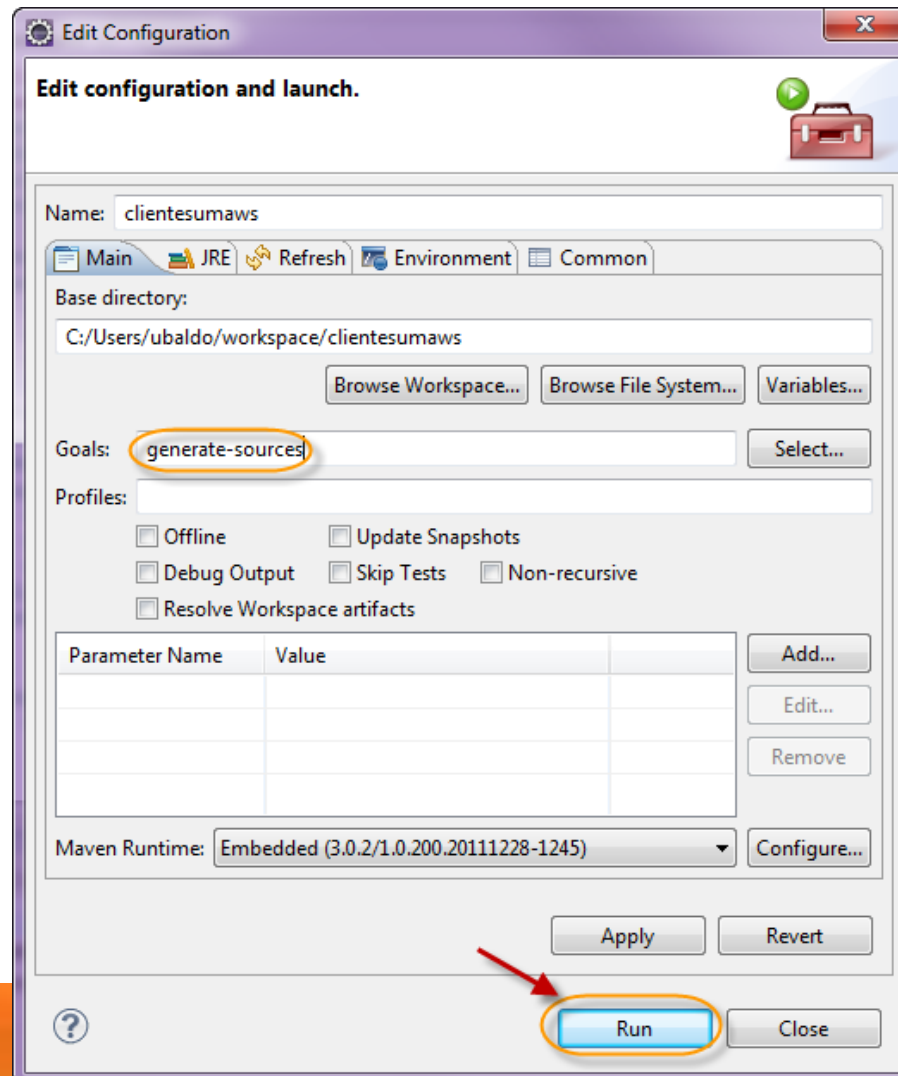 Edit Configuration
Edit configuration and launch.
Name: clientesumaws
Main JRE Refresh Environment Common
Base directory:
C:/Users/ubaldo/workspace/clientesumaws
Browse Workspace... Browse File System... Variables...
Goals: generate-sources Select...
Profiles:
Offline Update Snapshots
Debug Output Skip Tests Non-recursive
Resolve Workspace artifacts
Parameter Name Value Add...
Edit...
Remove
Maven Runtime: Embedded (3.0.2/1.0.200.20111228-1245) Configure...
Apply Revert
? Run Close